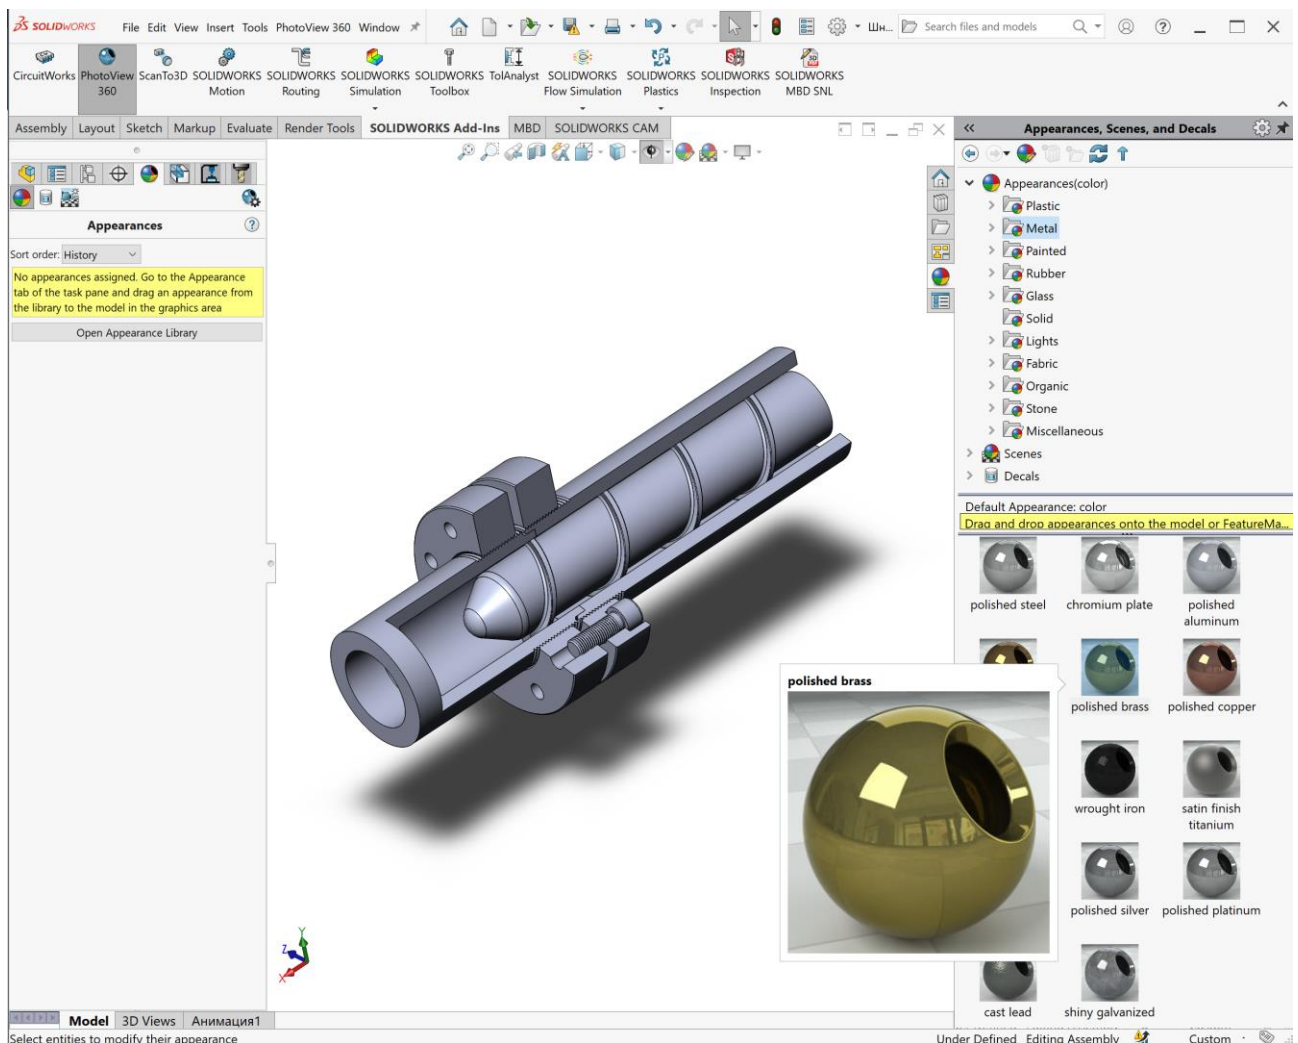 SOLIDWORKS
File Edit View Insert Tools PhotoView 360 Window
Шн...
Search files and models
CircuitWorks
PhotoView 360
ScanTo3D
SOLIDWORKS Motion
SOLIDWORKS Routing
SOLIDWORKS Simulation
SOLIDWORKS Toolbox
TolAnalyst
SOLIDWORKS Flow Simulation
SOLIDWORKS Plastics
SOLIDWORKS Inspection
SOLIDWORKS MBD SNL
Assembly Layout Sketch Markup Evaluate Render Tools SOLIDWORKS Add-Ins MBD SOLIDWORKS CAM
Appearances
Sort order: History
No appearances assigned. Go to the Appearance
tab of the task pane and drag an appearance from
the library to the model in the graphics area
Open Appearance Library
Y
Z
X
Appearances, Scenes, and Decals
Appearances(color)
Plastic
Metal
Painted
Rubber
Glass
Solid
Lights
Fabric
Organic
Stone
Miscellaneous
Scenes
Decals
Default Appearance: color
Drag and drop appearances onto the model or FeatureMa...
polished steel
chromium plate
polished aluminum
polished brass
polished brass
polished copper
wrought iron
satin finish titanium
polished silver
polished platinum
cast lead
shiny galvanized
Model 3D Views Анимация1
Select entities to modify their appearance
Under Defined Editing Assembly Custom